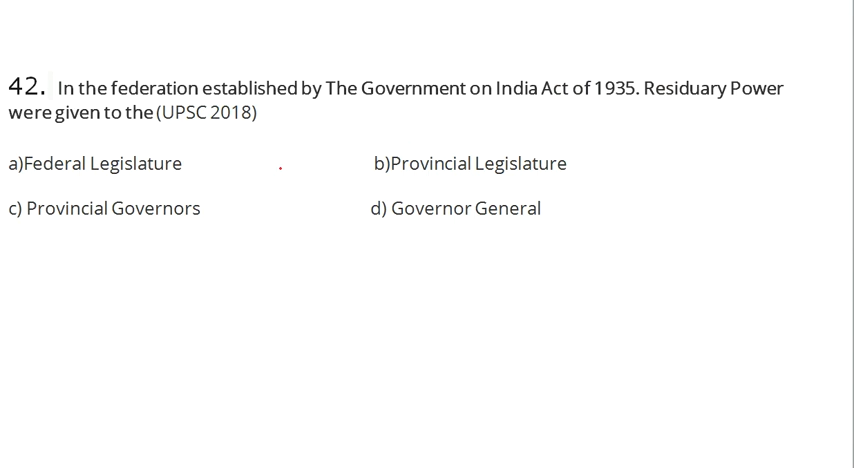 42. In the federation established by The Government on India Act of 1935. Residuary Power
were given to the (UPSC 2018)
a)Federal Legislature b)Provincial Legislature
c) Provincial Governors d) Governor General